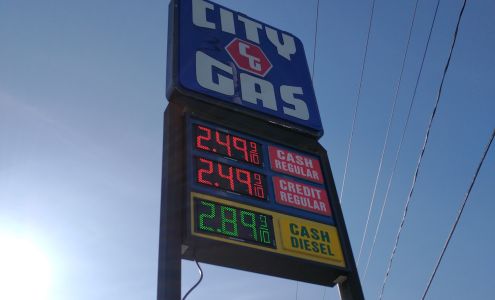 CITY
CG
GAS
2.49 9/10 CASH
REGULAR
2.49 9/10 CREDIT
REGULAR
2.89 9/10 CASH
DIESEL